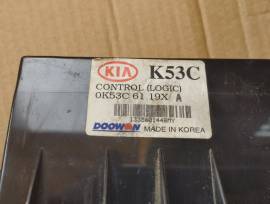 KIA K53C
CONTROL (LOGIC)
0K53C 61 19X A
DOOWON MADE IN KOREA